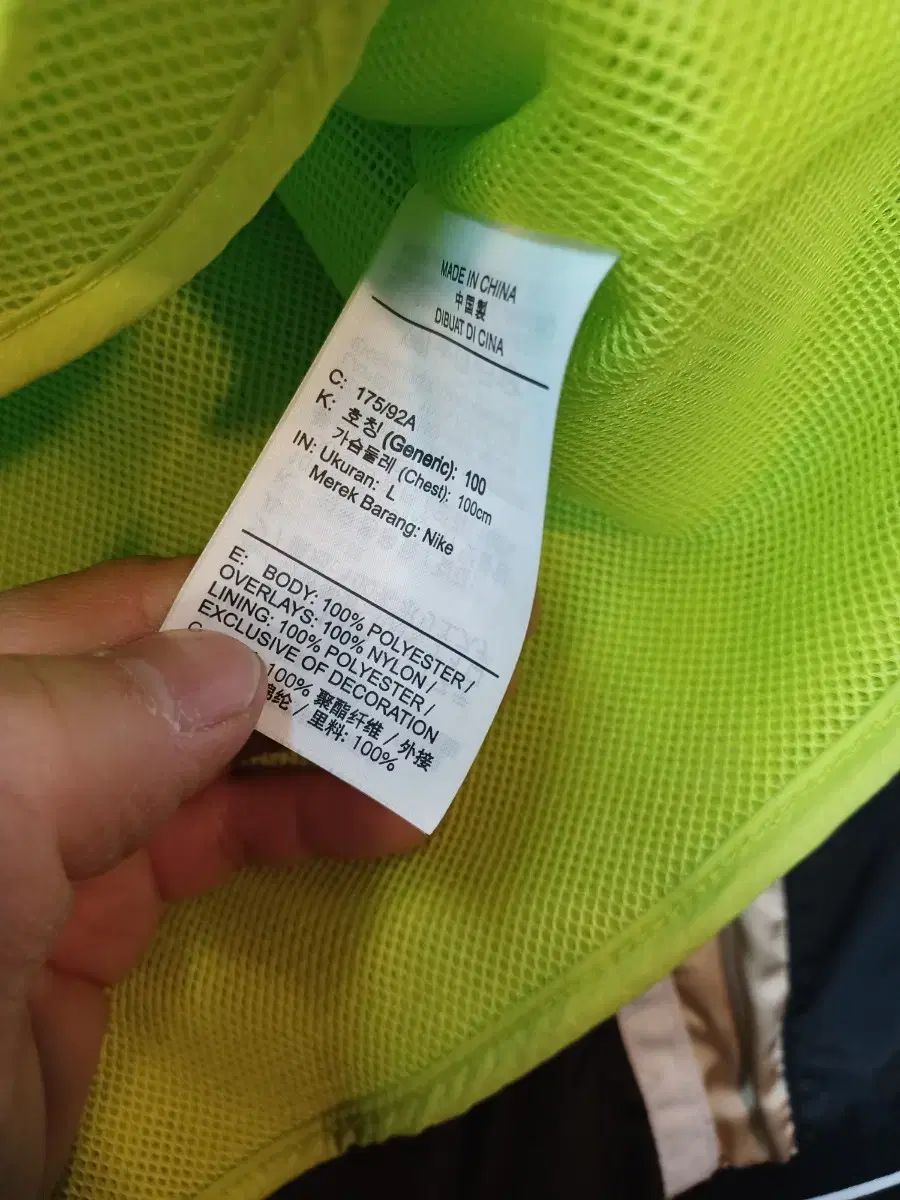 MADE IN CHINA
中国製
DIBUAT DI CINA
C: 175/92A
K: 호칭 (Generic): 100
가슴둘레 (Chest): 100cm
IN: Ukuran: L
Merek Barang: Nike
E: BODY: 100% POLYESTER /
OVERLAYS: 100% NYLON /
LINING: 100% POLYESTER /
EXCLUSIVE OF DECORATION
100% 聚酯纤维 / 外接
锦纶 / 里料: 100%